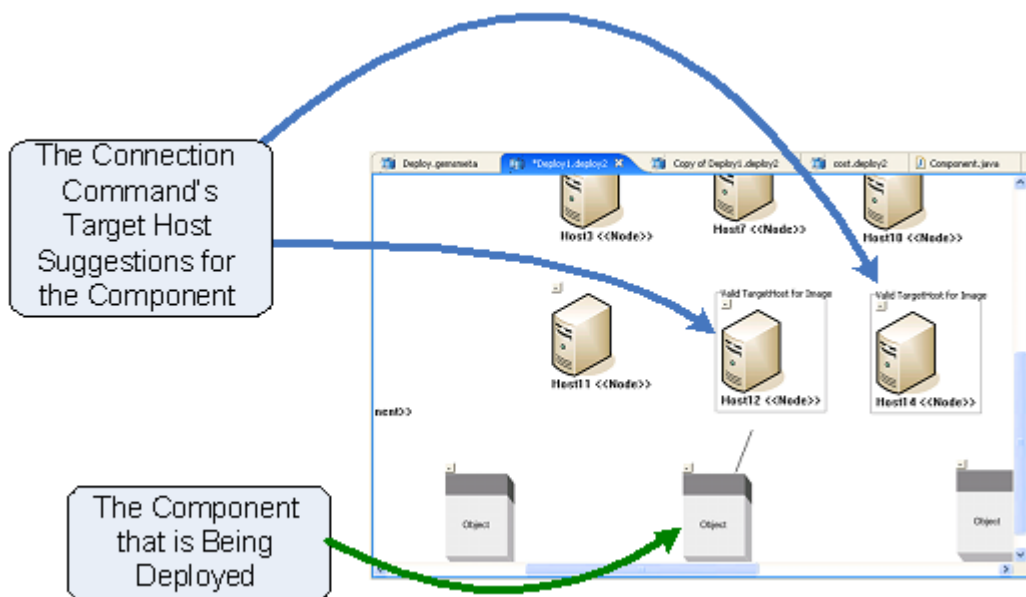 The Connection
Command's
Target Host
Suggestions for
the Component
Deploy.gemsmeta
*Deploy1.deploy2
Copy of Deploy1.deploy2
cost.deploy2
Component.java
Host3 <<Node>>
Host7 <<Node>>
Host10 <<Node>>
Valid TargetHost for Image
Valid TargetHost for Image
Host11 <<Node>>
Host12 <<Node>>
Host14 <<Node>>
nent>>
The Component
that is Being
Deployed
Object
Object
Object